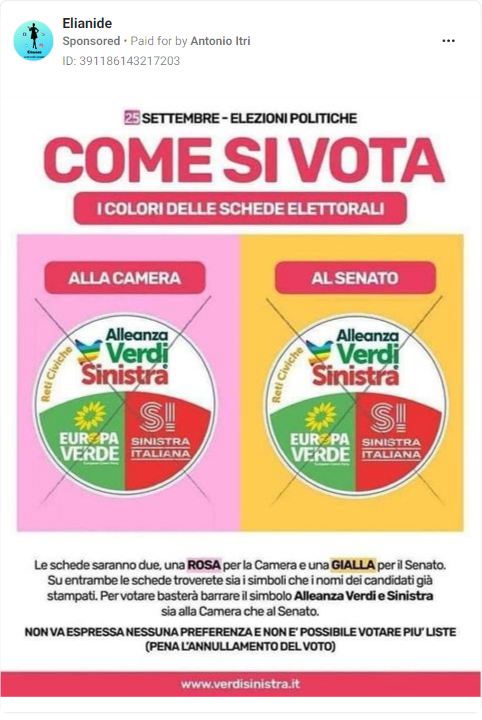 Elianide
Sponsored • Paid for by Antonio Itri
ID: 391186143217203
25 SETTEMBRE - ELEZIONI POLITICHE
COME SI VOTA
I COLORI DELLE SCHEDE ELETTORALI
ALLA CAMERA
Reti Civiche
Alleanza
Verdi
Sinistra
EUROPA
VERDE
SI
SINISTRA
ITALIANA
AL SENATO
Reti Civiche
Alleanza
Verdi
Sinistra
EUROPA
VERDE
SI
SINISTRA
ITALIANA
Le schede saranno due, una ROSA per la Camera e una GIALLA per il Senato.
Su entrambe le schede troverete sia i simboli che i nomi dei candidati già
stampati. Per votare basterà barrare il simbolo Alleanza Verdi e Sinistra
sia alla Camera che al Senato.
NON VA ESPRESSA NESSUNA PREFERENZA E NON E' POSSIBILE VOTARE PIU' LISTE
(PENA L'ANNULLAMENTO DEL VOTO)
www.verdisinistra.it